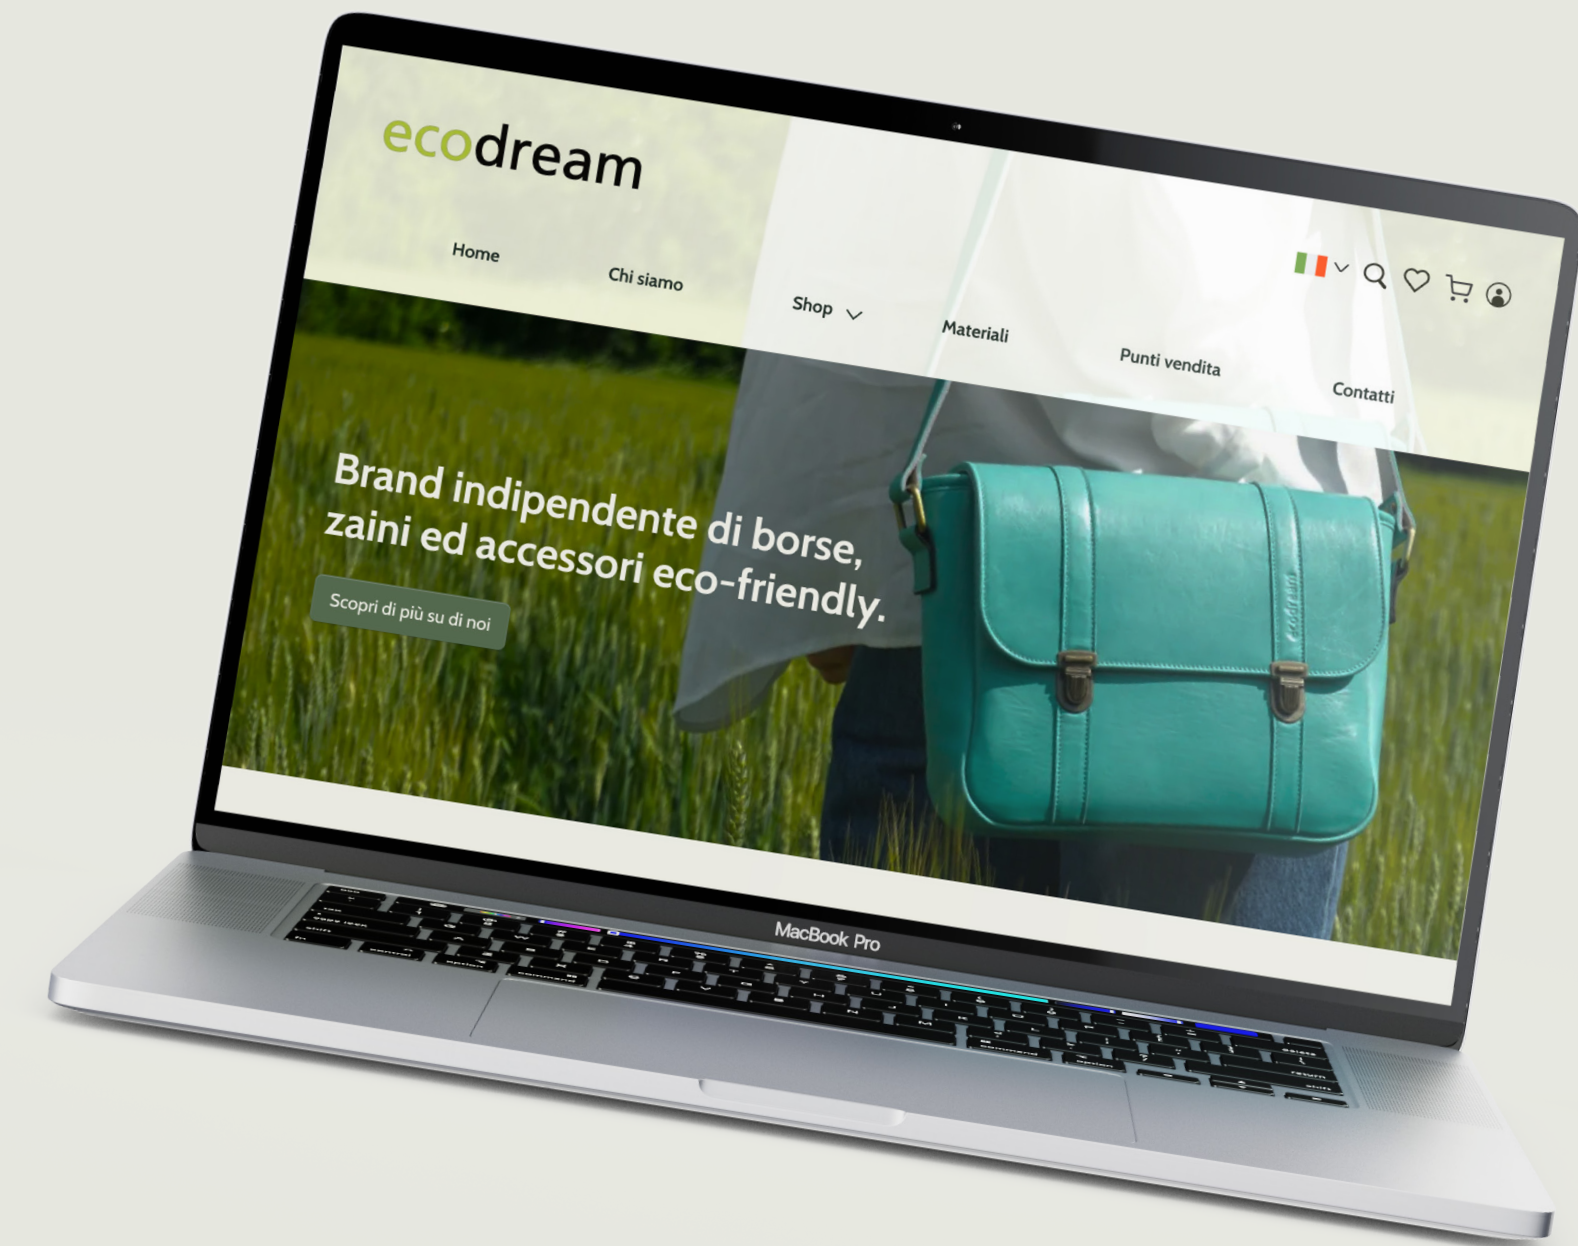 ecodream
Home
Chi siamo
Shop
Materiali
Punti vendita
Contatti
Brand indipendente di borse,
zaini ed accessori eco-friendly.
Scopri di più su di noi
ecodream
MacBook Pro